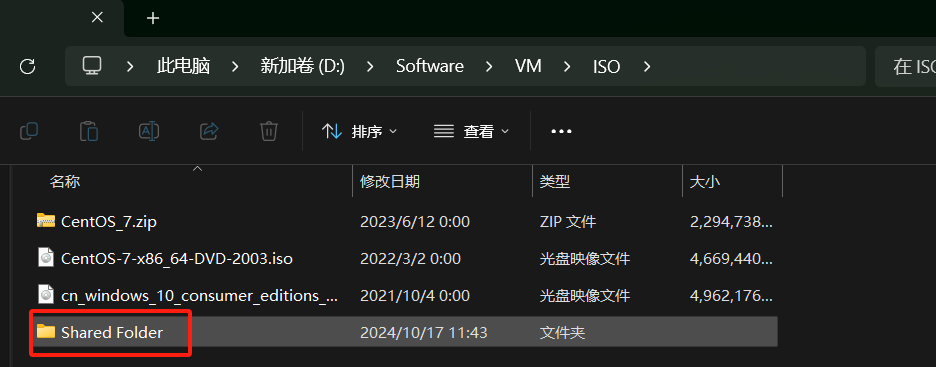 此电脑 > 新加卷 (D:) > Software > VM > ISO > 在 ISO
排序 查看 •••
名称 修改日期 类型 大小
CentOS_7.zip 2023/6/12 0:00 ZIP 文件 2,294,738...
CentOS-7-x86_64-DVD-2003.iso 2022/3/2 0:00 光盘映像文件 4,669,440...
cn_windows_10_consumer_editions_... 2021/10/4 0:00 光盘映像文件 4,962,176...
Shared Folder 2024/10/17 11:43 文件夹